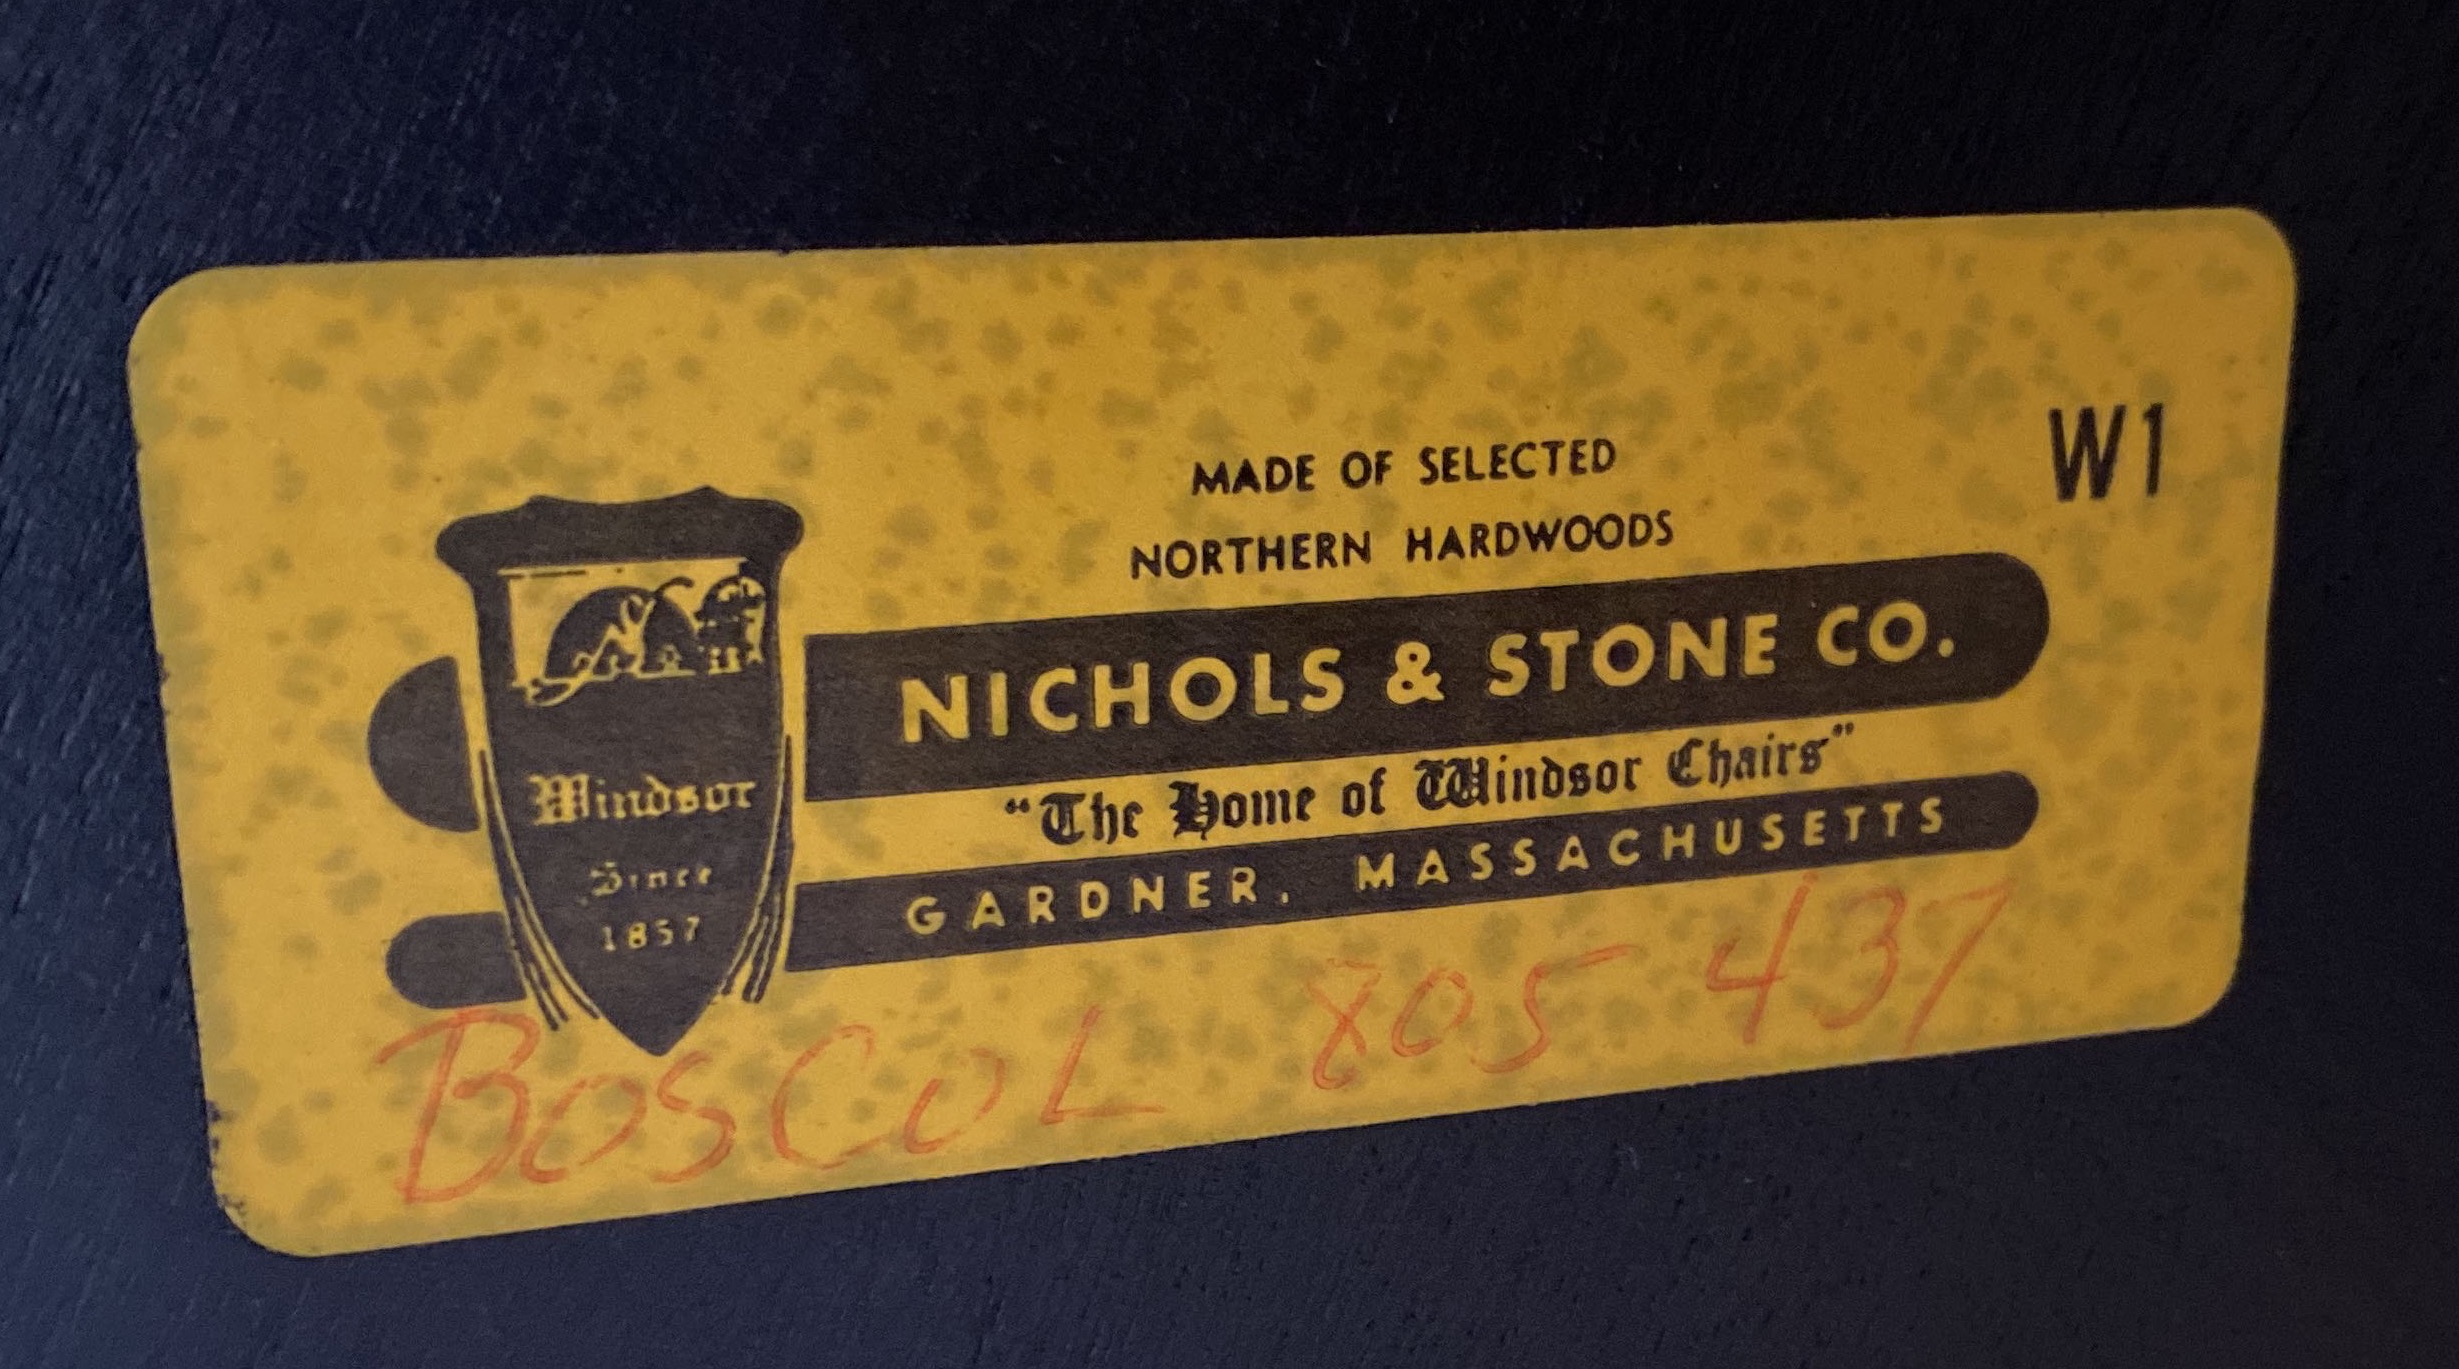 W1
MADE OF SELECTED
NORTHERN HARDWOODS
NICHOLS & STONE CO.
"The Home of Windsor Chairs"
GARDNER, MASSACHUSETTS
Windsor
Since
1857
BOSCOL 805 437